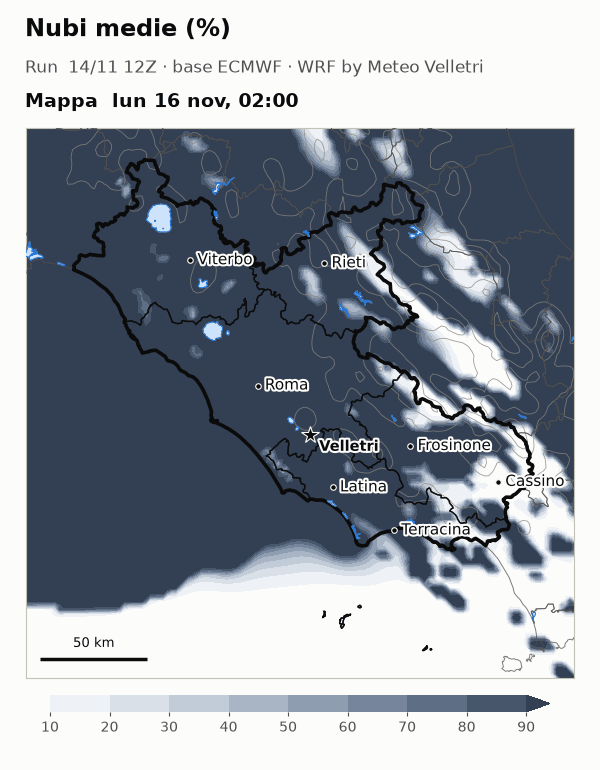 Nubi medie (%)
Run  14/11 12Z · base ECMWF · WRF by Meteo Velletri
Mappa  lun 16 nov, 02:00
Viterbo
Rieti
Roma
Velletri
Frosinone
Cassino
Latina
Terracina
50 km
10 20 30 40 50 60 70 80 90